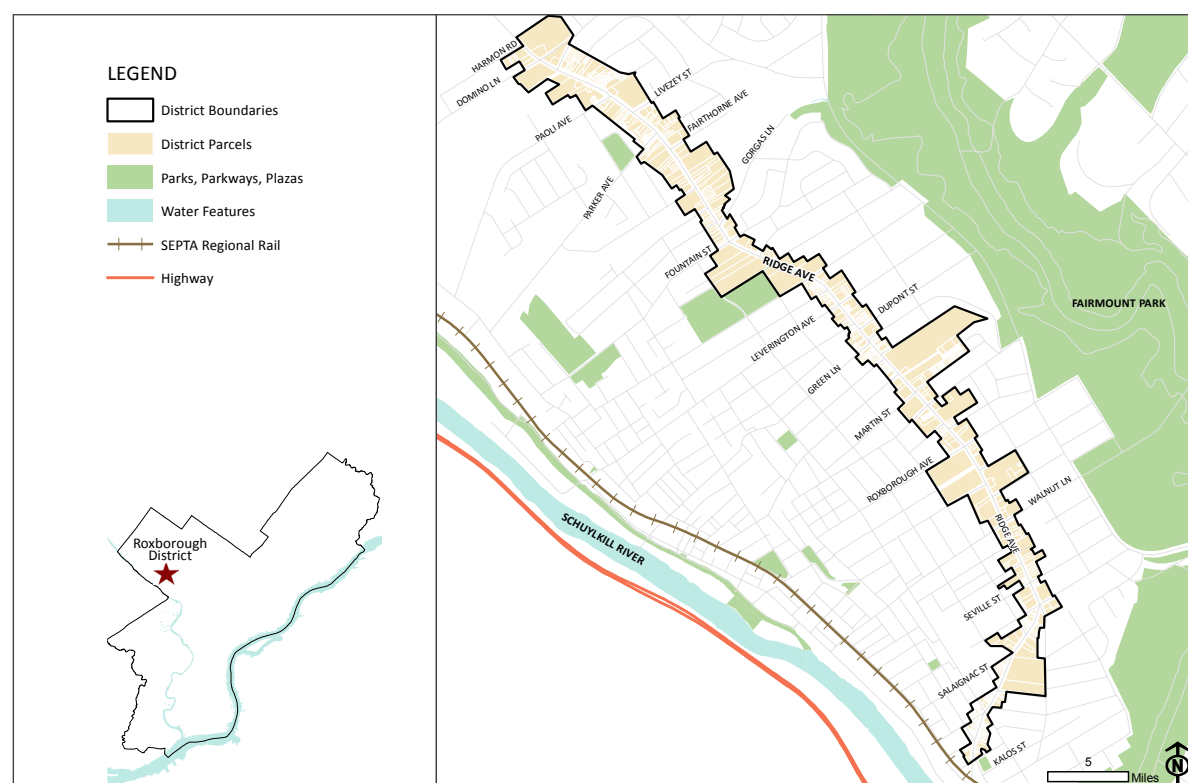 LEGEND
District Boundaries
District Parcels
Parks, Parkways, Plazas
Water Features
SEPTA Regional Rail
Highway
Roxborough
District
HARMON RD
DOMINO LN
LIVEZEY ST
FAIRTHORNE AVE
PAOLI AVE
GORGAS LN
PARKER AVE
FOUNTAIN ST
RIDGE AVE
DUPONT ST
FAIRMOUNT PARK
LEVERINGTON AVE
GREEN LN
MARTIN ST
ROXBOROUGH AVE
WALNUT LN
RIDGE AVE
SCHUYLKILL RIVER
SEVILLE ST
SALAIGNAC ST
KALOS ST
5
Miles
N